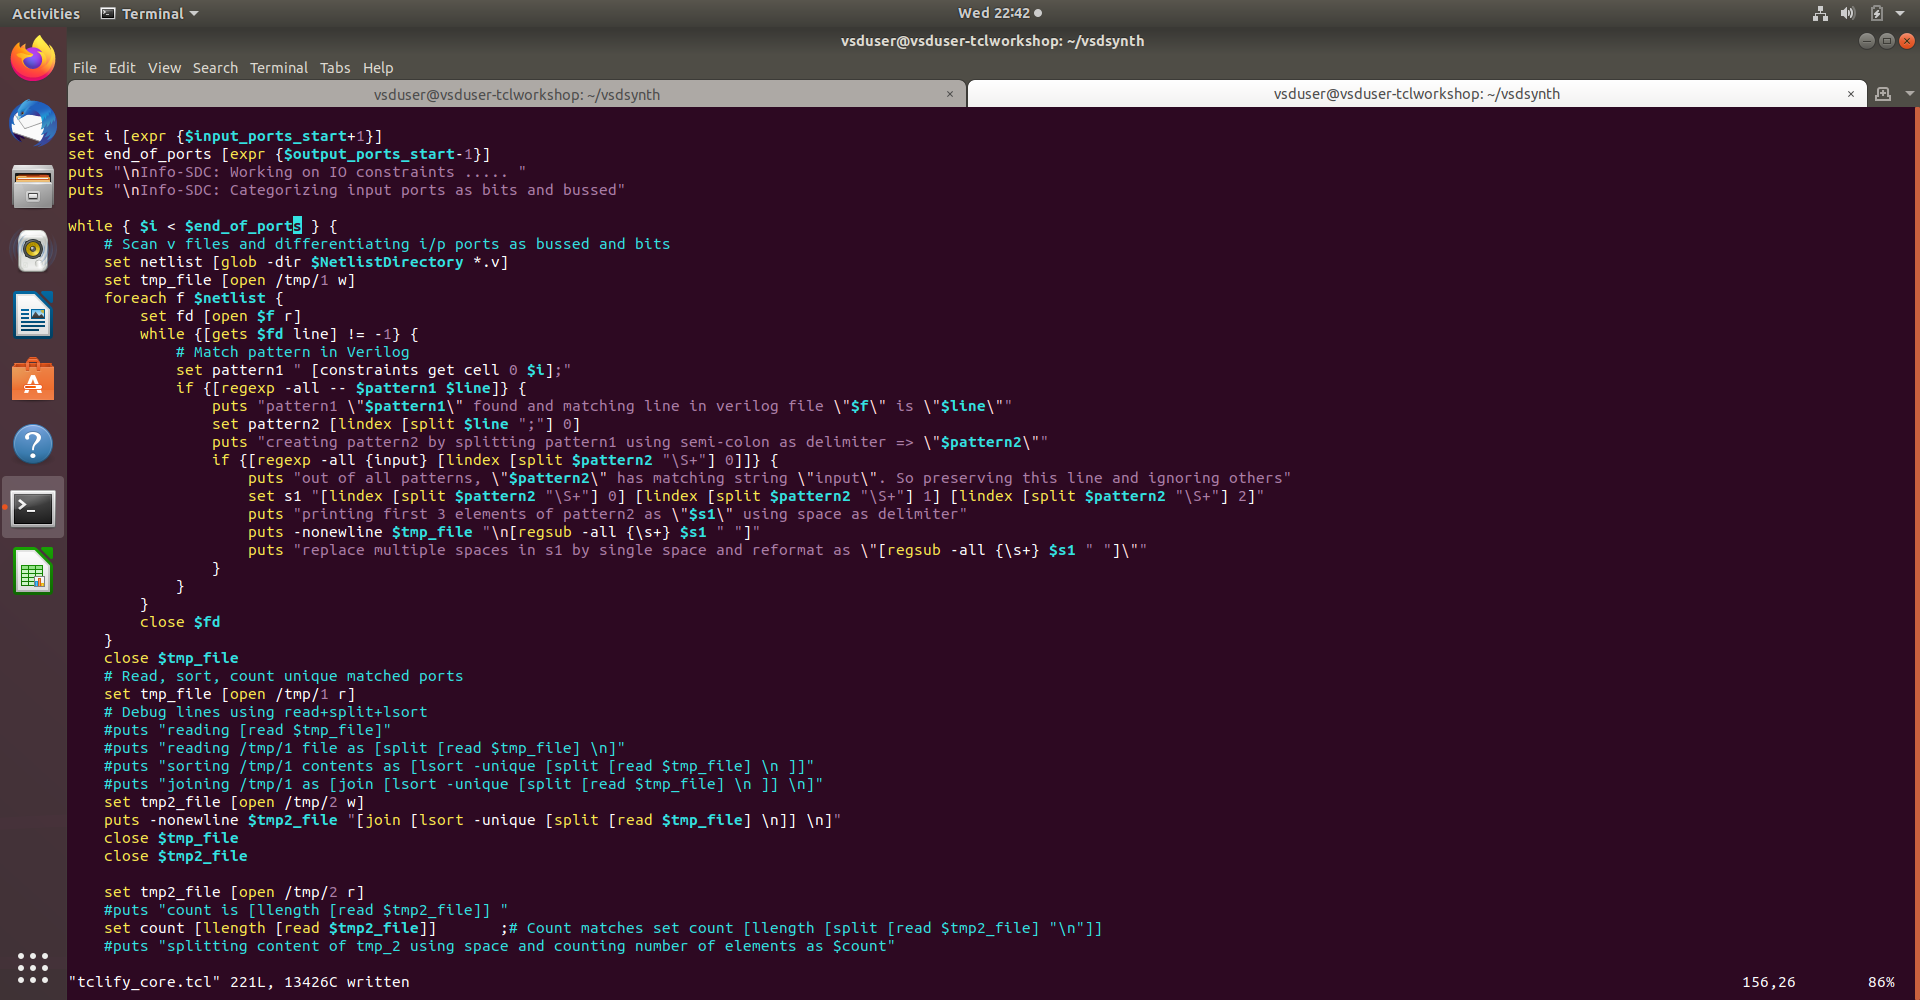 Activities
Terminal
Wed 22:42
vsduser@vsduser-tclworkshop: ~/vsdsynth
File Edit View Search Terminal Tabs Help
vsduser@vsduser-tclworkshop: ~/vsdsynth ×
vsduser@vsduser-tclworkshop: ~/vsdsynth ×
set i [expr {$input_ports_start+1}]
set end_of_ports [expr {$output_ports_start-1}]
puts "\nInfo-SDC: Working on IO constraints ..... "
puts "\nInfo-SDC: Categorizing input ports as bits and bussed"

while { $i < $end_of_ports } {
    # Scan v files and differentiating i/p ports as bussed and bits
    set netlist [glob -dir $NetlistDirectory *.v]
    set tmp_file [open /tmp/1 w]
    foreach f $netlist {
        set fd [open $f r]
        while {[gets $fd line] != -1} {
            # Match pattern in Verilog
            set pattern1 " [constraints get cell 0 $i];"
            if {[regexp -all -- $pattern1 $line]} {
                puts "pattern1 \"$pattern1\" found and matching line in verilog file \"$f\" is \"$line\""
                set pattern2 [lindex [split $line ";"] 0]
                puts "creating pattern2 by splitting pattern1 using semi-colon as delimiter => \"$pattern2\""
                if {[regexp -all {input} [lindex [split $pattern2 "\S+"] 0]]} {
                    puts "out of all patterns, \"$pattern2\" has matching string \"input\". So preserving this line and ignoring others"
                    set s1 "[lindex [split $pattern2 "\S+"] 0] [lindex [split $pattern2 "\S+"] 1] [lindex [split $pattern2 "\S+"] 2]"
                    puts "printing first 3 elements of pattern2 as \"$s1\" using space as delimiter"
                    puts -nonewline $tmp_file "\n[regsub -all {\s+} $s1 " "]"
                    puts "replace multiple spaces in s1 by single space and reformat as \"[regsub -all {\s+} $s1 " "]\""
                }
            }
        }
        close $fd
    }
    close $tmp_file
    # Read, sort, count unique matched ports
    set tmp_file [open /tmp/1 r]
    # Debug lines using read+split+lsort
    #puts "reading [read $tmp_file]"
    #puts "reading /tmp/1 file as [split [read $tmp_file] \n]"
    #puts "sorting /tmp/1 contents as [lsort -unique [split [read $tmp_file] \n ]]"
    #puts "joining /tmp/1 as [join [lsort -unique [split [read $tmp_file] \n ]] \n]"
    set tmp2_file [open /tmp/2 w]
    puts -nonewline $tmp2_file "[join [lsort -unique [split [read $tmp_file] \n]] \n]"
    close $tmp_file
    close $tmp2_file

    set tmp2_file [open /tmp/2 r]
    #puts "count is [llength [read $tmp2_file]] "
    set count [llength [read $tmp2_file]]       ;# Count matches set count [llength [split [read $tmp2_file] "\n"]]
    #puts "splitting content of tmp_2 using space and counting number of elements as $count"
"tclify_core.tcl" 221L, 13426C written 156,26 86%